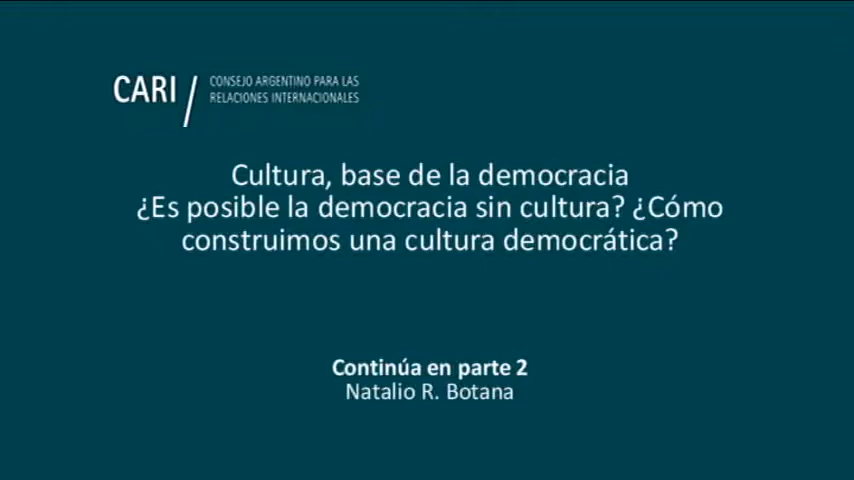 CARI/
CONSEJO ARGENTINO PARA LAS
RELACIONES INTERNACIONALES
Cultura, base de la democracia
¿Es posible la democracia sin cultura? ¿Cómo
construimos una cultura democrática?
Continúa en parte 2
Natalio R. Botana